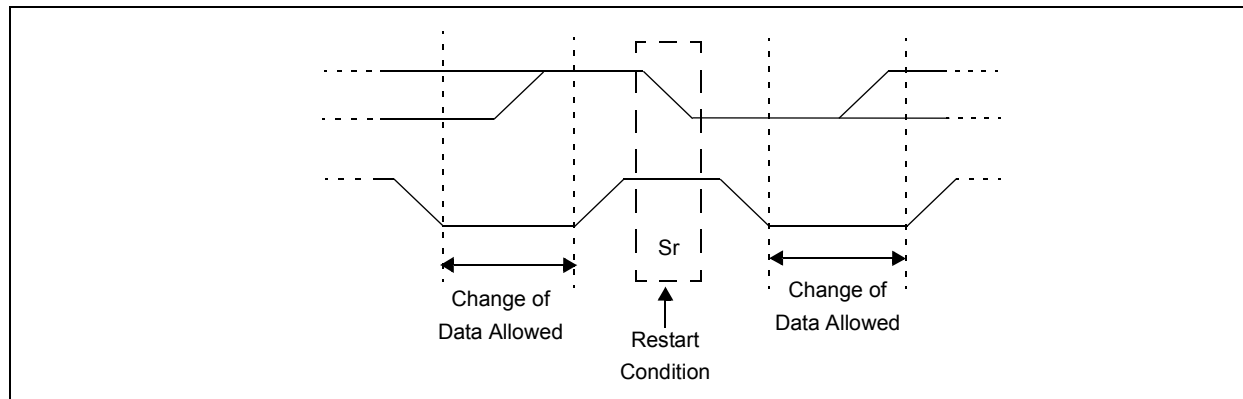 Sr
Change of
Data Allowed
Restart
Condition
Change of
Data Allowed